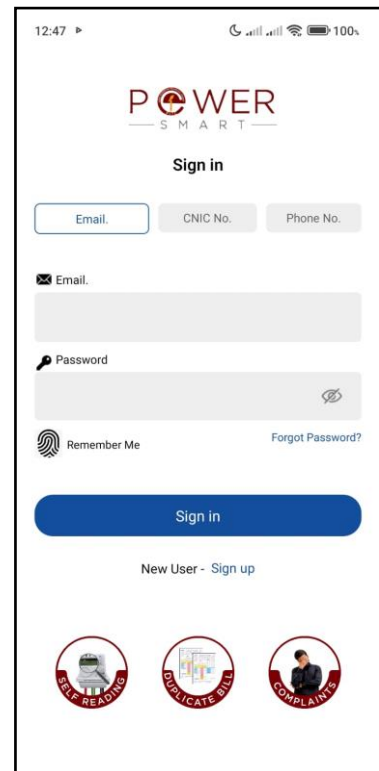 12:47 100%
POWER
SMART
Sign in
Email. CNIC No. Phone No.
Email.
Password
Remember Me Forgot Password?
Sign in
New User - Sign up
SELF READING DUPLICATE BILL COMPLAINTS